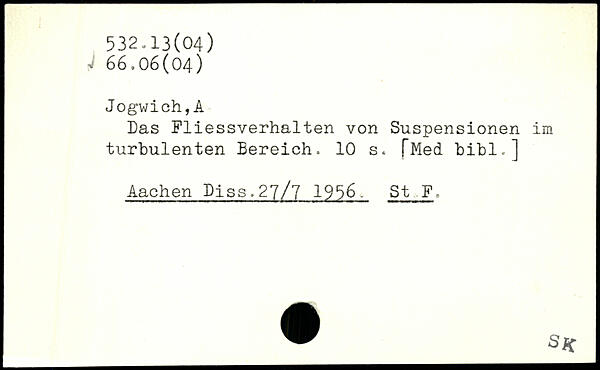 532.13(04)
66.06(04)
Jogwich,A
Das Fliessverhalten von Suspensionen im
turbulenten Bereich. 10 s. [Med bibl.]
Aachen Diss.27/7 1956. St F.
SK